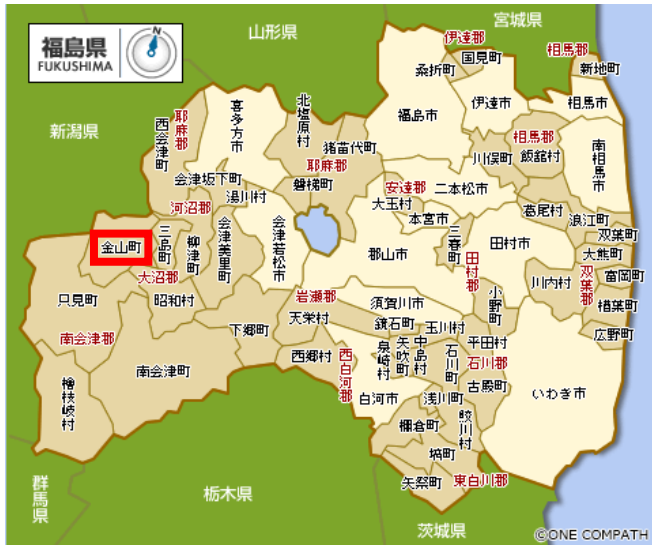 福島県
FUKUSHIMA
山形県
宮城県
新潟県
伊達郡
国見町
桑折町
相馬郡
新地町
相馬市
伊達市
福島市
喜多方市
北塩原村
耶麻郡
西会津町
猪苗代町
耶麻郡
磐梯町
会津坂下町
湯川村
河沼郡
川俣町
相馬郡
飯舘村
南相馬市
安達郡
二本松市
大玉村
本宮市
葛尾村
浪江町
双葉町
大熊町
富岡町
楢葉町
広野町
双葉郡
川内村
田村市
三春町
田村郡
小野町
郡山市
会津若松市
会津美里町
柳津町
三島町
金山町
大沼郡
昭和村
只見町
南会津郡
檜枝岐村
南会津町
下郷町
岩瀬郡
天栄村
須賀川市
鏡石町
玉川村
平田村
石川郡
石川町
古殿町
西郷村
西白河郡
泉崎村
矢吹町
中島村
白河市
浅川町
鮫川村
棚倉町
塙町
矢祭町
東白川郡
いわき市
群馬県
栃木県
茨城県
©ONE COMPATH